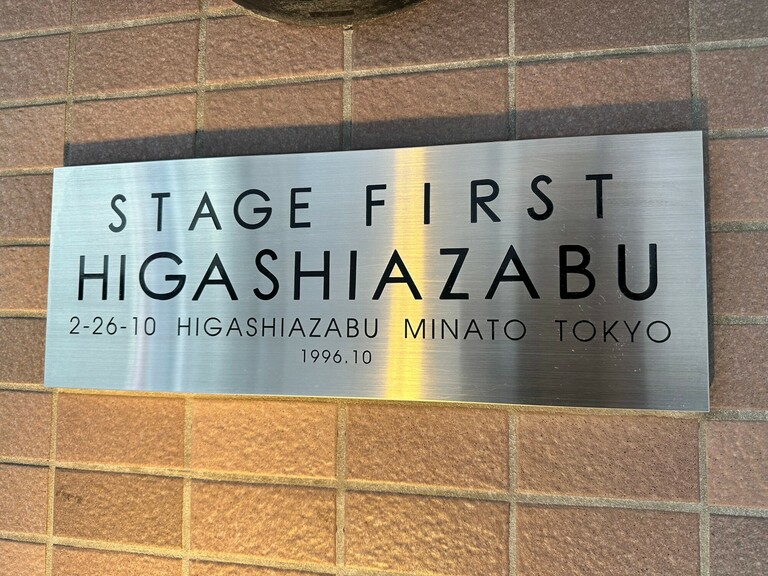 STAGE FIRST
HIGASHIAZABU
2-26-10 HIGASHIAZABU MINATO TOKYO
1996.10